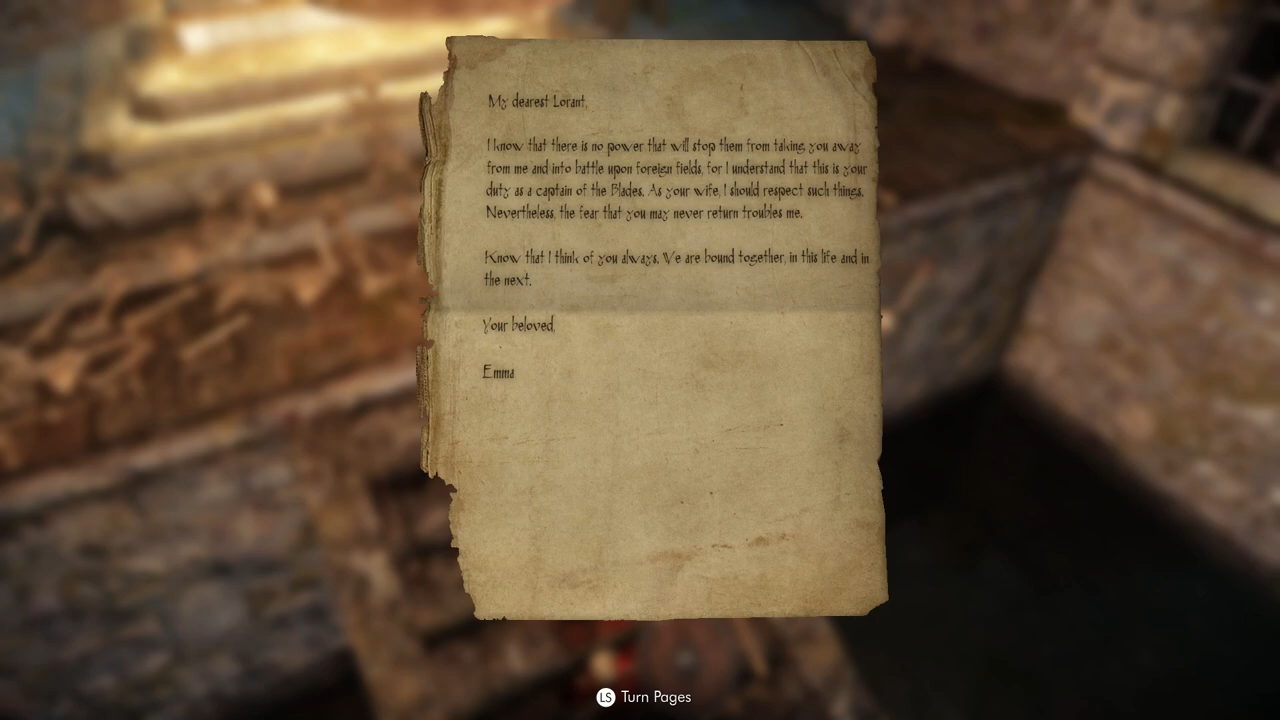 My dearest Lorant,
I know that there is no power that will stop them from taking you away
from me and into battle upon foreign fields, for I understand that this is your
duty as a captain of the Blades. As your wife, I should respect such things.
Nevertheless, the fear that you may never return troubles me.
Know that I think of you always. We are bound together, in this life and in
the next.
Your beloved,
Emma
LS Turn Pages